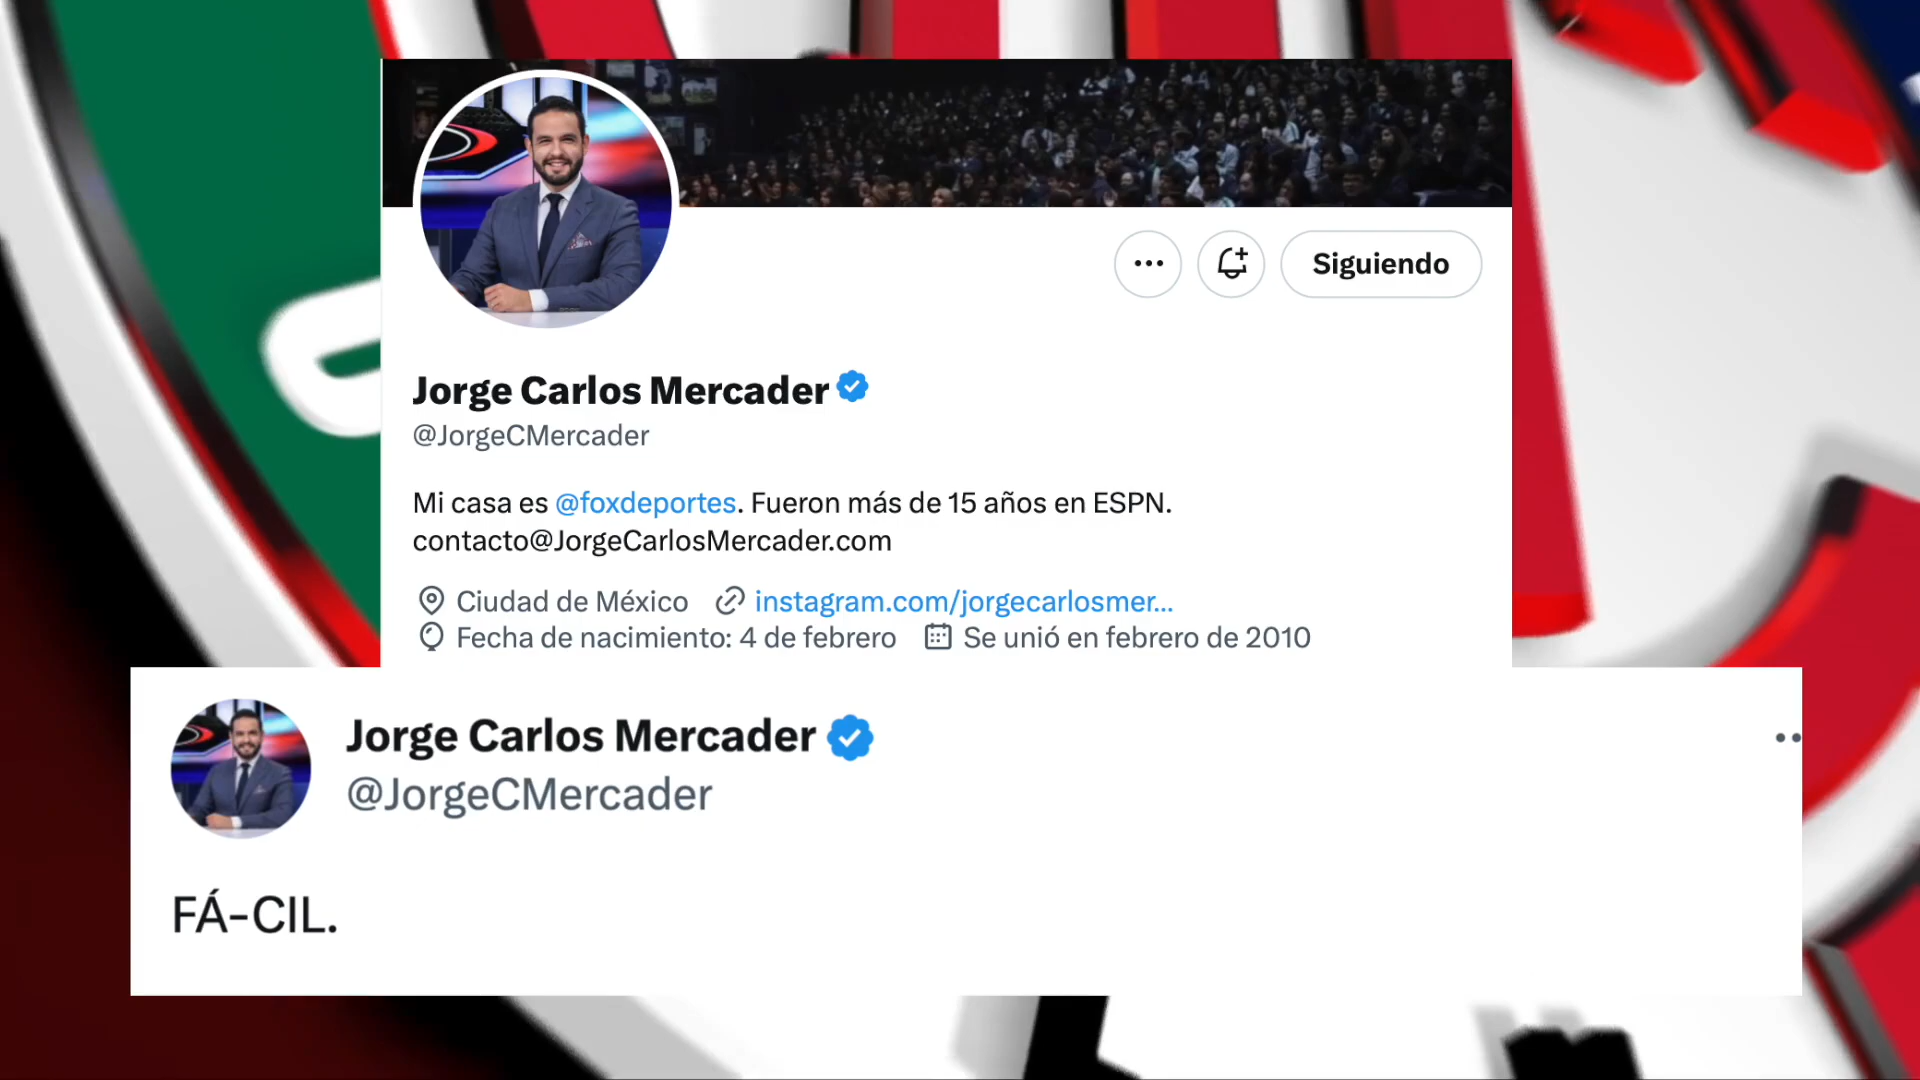 Siguiendo
Jorge Carlos Mercader
@JorgeCMercader
Mi casa es @foxdeportes. Fueron más de 15 años en ESPN.
contacto@JorgeCarlosMercader.com
Ciudad de México instagram.com/jorgecarlosmer...
Fecha de nacimiento: 4 de febrero Se unió en febrero de 2010
Jorge Carlos Mercader
@JorgeCMercader
FÁ-CIL.